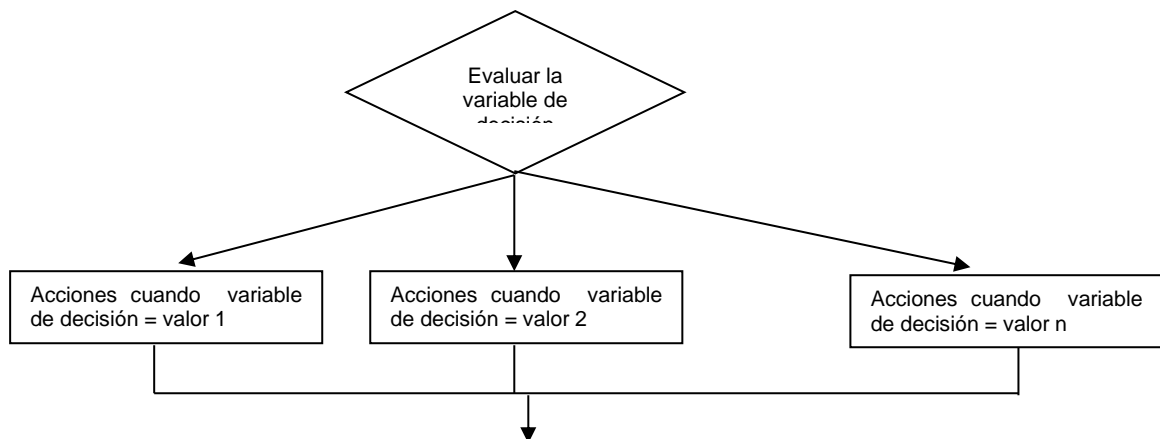 Evaluar la
variable de
decisión
Acciones cuando variable
de decisión = valor 1
Acciones cuando variable
de decisión = valor 2
Acciones cuando variable
de decisión = valor n